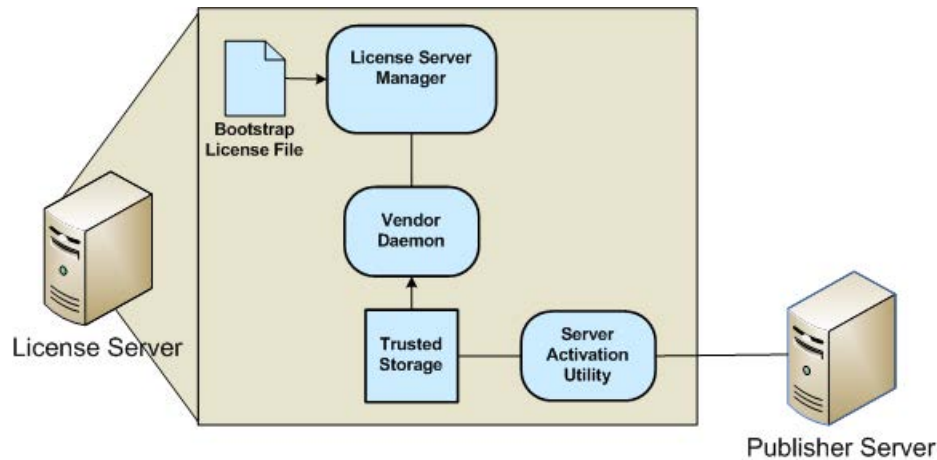 License Server
Manager
Bootstrap
License File
Vendor
Daemon
License Server
Trusted
Storage
Server
Activation
Utility
Publisher Server